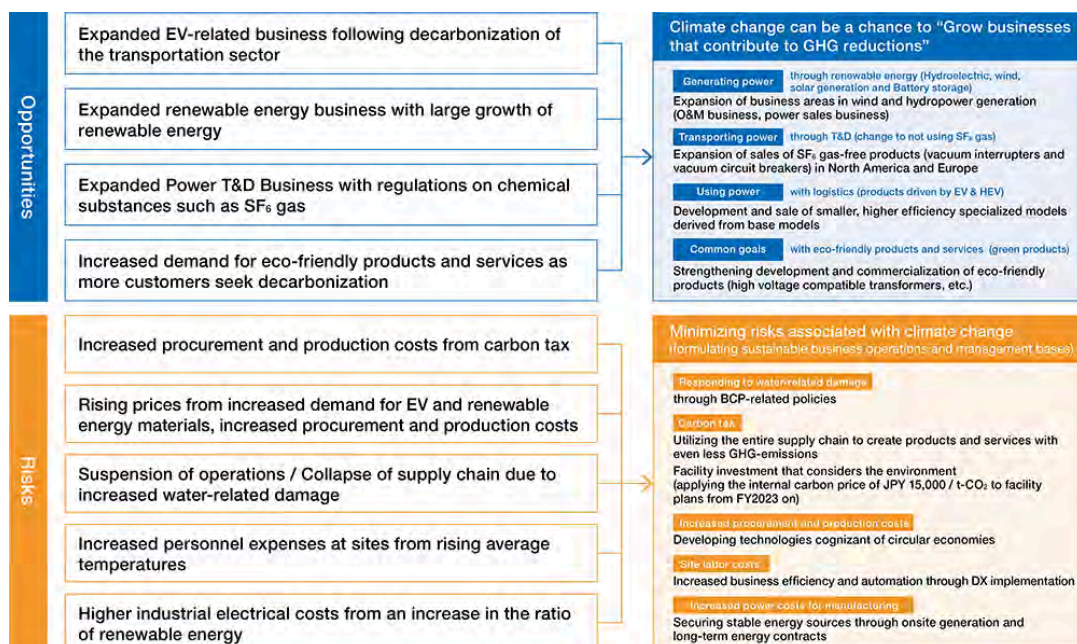 Opportunities
Expanded EV-related business following decarbonization of
the transportation sector
Expanded renewable energy business with large growth of
renewable energy
Expanded Power T&D Business with regulations on chemical
substances such as SF₆ gas
Increased demand for eco-friendly products and services as
more customers seek decarbonization
Climate change can be a chance to “Grow businesses
that contribute to GHG reductions”
Generating power through renewable energy (Hydroelectric, wind,
solar generation and Battery storage)
Expansion of business areas in wind and hydropower generation
(O&M business, power sales business)
Transporting power through T&D (change to not using SF₆ gas)
Expansion of sales of SF₆ gas-free products (vacuum interrupters and
vacuum circuit breakers) in North America and Europe
Using power with logistics (products driven by EV & HEV)
Development and sale of smaller, higher efficiency specialized models
derived from base models
Common goals with eco-friendly products and services (green products)
Strengthening development and commercialization of eco-friendly
products (high voltage compatible transformers, etc.)
Risks
Increased procurement and production costs from carbon tax
Rising prices from increased demand for EV and renewable
energy materials, increased procurement and production costs
Suspension of operations / Collapse of supply chain due to
increased water-related damage
Increased personnel expenses at sites from rising average
temperatures
Higher industrial electrical costs from an increase in the ratio
of renewable energy
Minimizing risks associated with climate change
(formulating sustainable business operations and management bases)
Responding to water-related damage
through BCP-related policies
Carbon tax
Utilizing the entire supply chain to create products and services with
even less GHG-emissions
Facility investment that considers the environment
(applying the internal carbon price of JPY 15,000 / t-CO₂ to facility
plans from FY2023 on)
Increased procurement and production costs
Developing technologies cognizant of circular economies
Site labor costs
Increased business efficiency and automation through DX implementation
Increased power costs for manufacturing
Securing stable energy sources through onsite generation and
long-term energy contracts